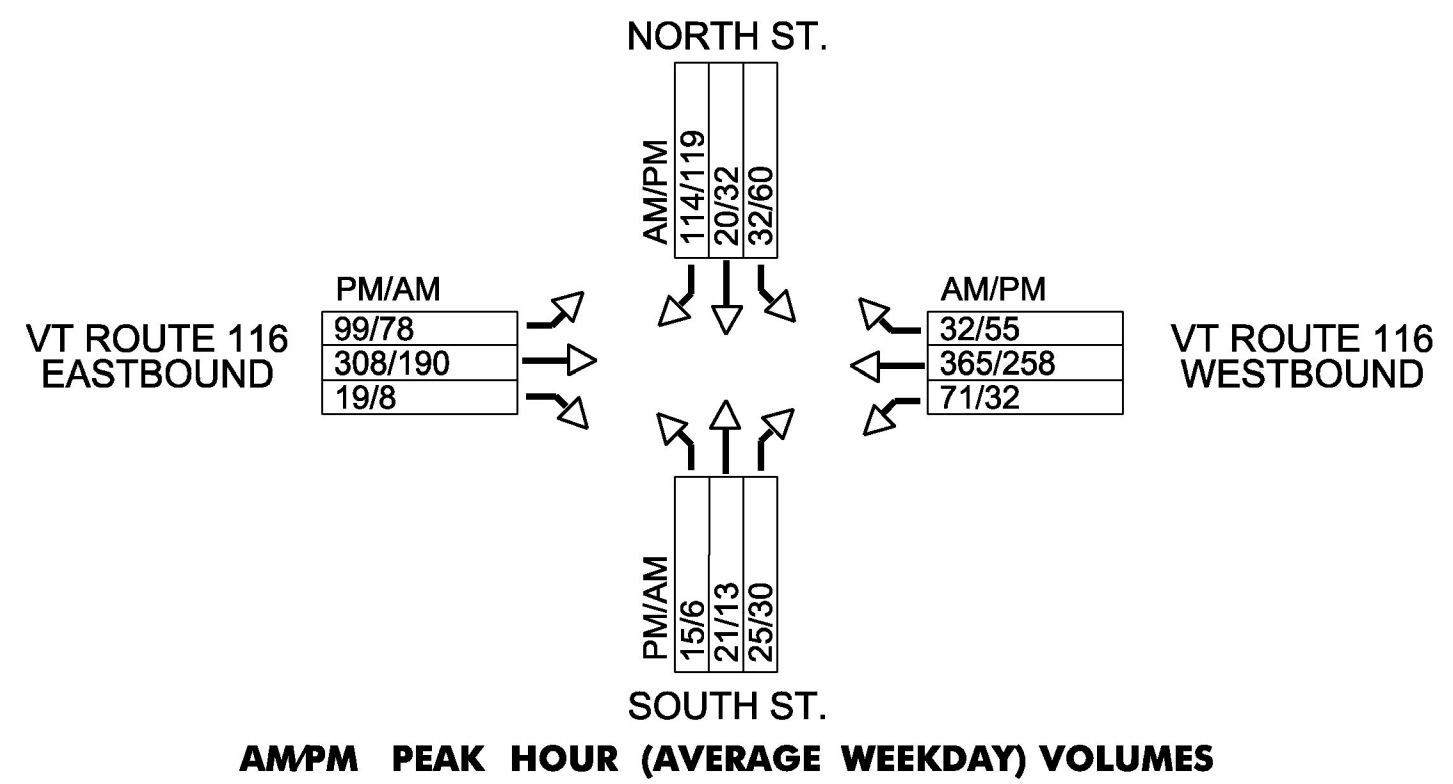 NORTH ST.
AM/PM
114/119
20/32
32/60
PM/AM
99/78
308/190
19/8
VT ROUTE 116
EASTBOUND
AM/PM
32/55
365/258
71/32
VT ROUTE 116
WESTBOUND
PM/AM
15/6
21/13
25/30
SOUTH ST.
AM/PM PEAK HOUR (AVERAGE WEEKDAY) VOLUMES